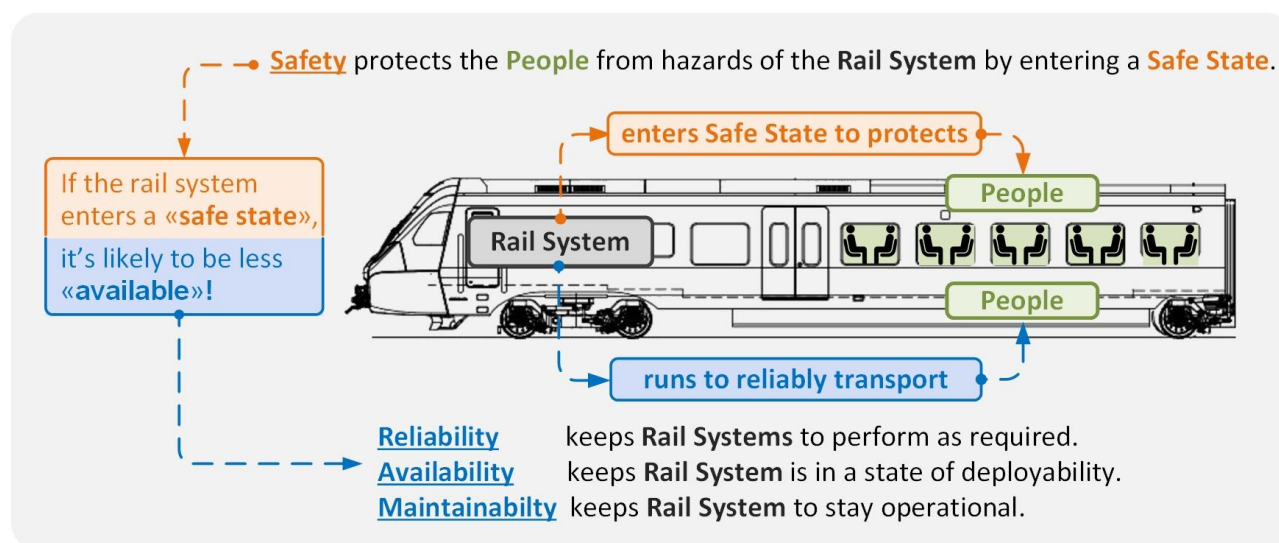 Safety protects the People from hazards of the Rail System by entering a Safe State.
enters Safe State to protects
If the rail system
enters a «safe state»,
it's likely to be less
«available»!
People
Rail System
People
runs to reliably transport
Reliability keeps Rail Systems to perform as required.
Availability keeps Rail System is in a state of deployability.
Maintainabilty keeps Rail System to stay operational.